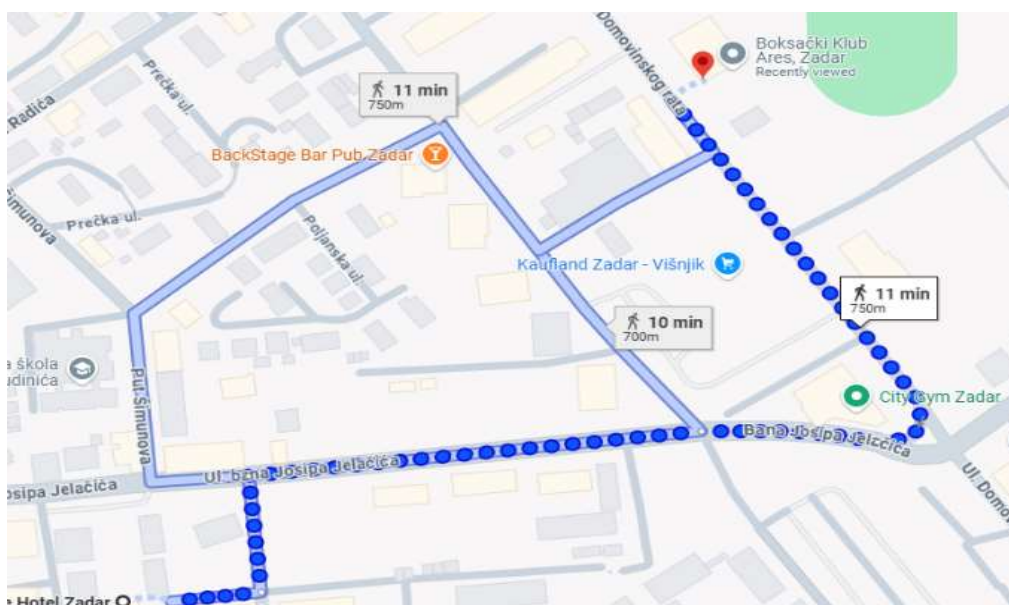 Domovinskog rata
Boksački Klub
Ares, Zadar
Recently viewed
Prečka ul.
Radića
11 min
750m
BackStage Bar Pub Zadar
Prečka ul.
Šimunova
Poljanska ul.
Kaufland Zadar - Višnjik
11 min
750m
10 min
700m
a škola
udinića
Put Šimunova
City Gym Zadar
Bana Josipa Jelačića
Ul. bana Josipa Jelačića
osipa Jelačića
Ul. Domov
e Hotel Zadar